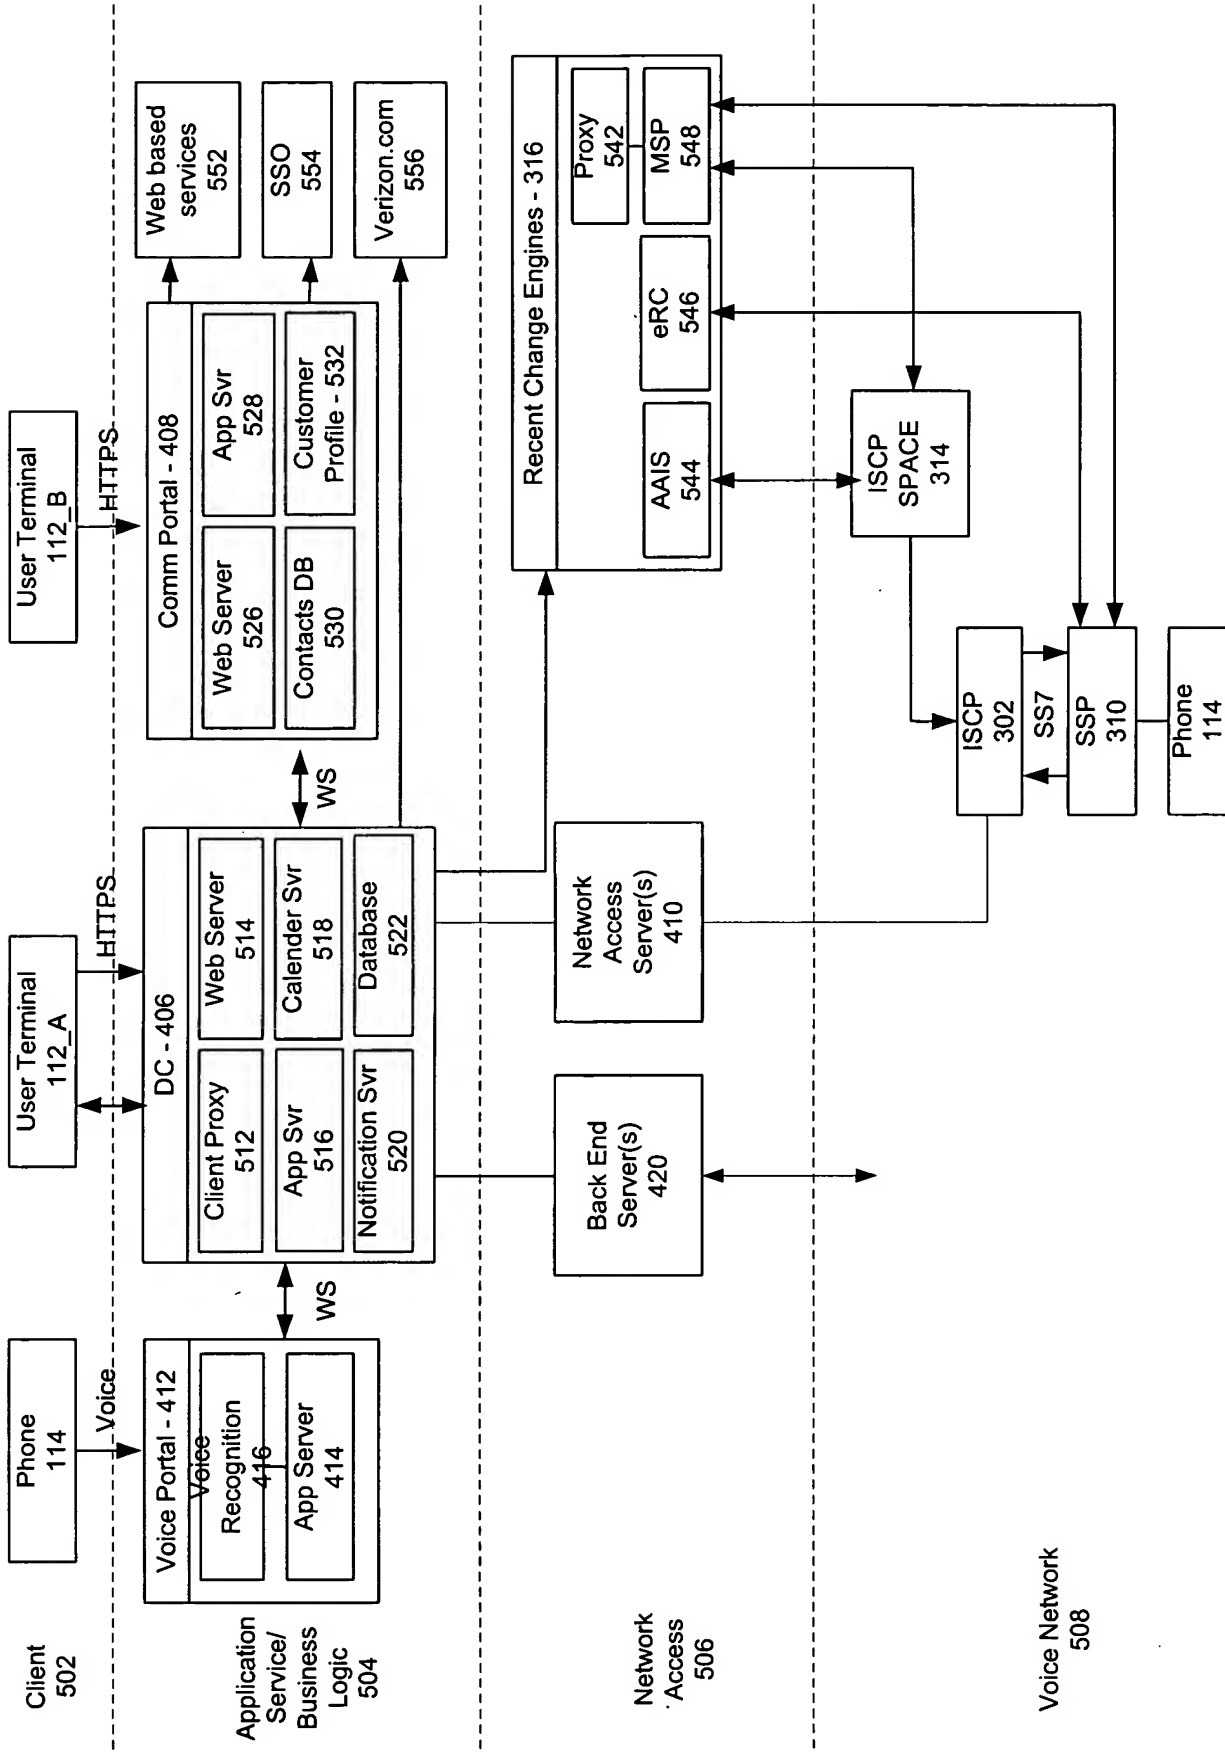 Client
502
Phone
114
User Terminal
112_A
User Terminal
112_B
Voice
HTTPS
HTTPS
Application
Service/
Business
Logic
504
Voice Portal - 412
Voice
Recognition
416
App Server
414
WS
DC - 406
Client Proxy
512
Web Server
514
App Svr
516
Calender Svr
518
Notification Svr
520
Database
522
WS
Comm Portal - 408
Web Server
526
App Svr
528
Contacts DB
530
Customer
Profile - 532
Web based
services
552
SSO
554
Verizon.com
556
Network
Access
506
Back End
Server(s)
420
Network
Access
Server(s)
410
Recent Change Engines - 316
Proxy
542
AAIS
544
eRC
546
MSP
548
Voice Network
508
ISCP
SPACE
314
ISCP
302
SS7
SSP
310
Phone
114